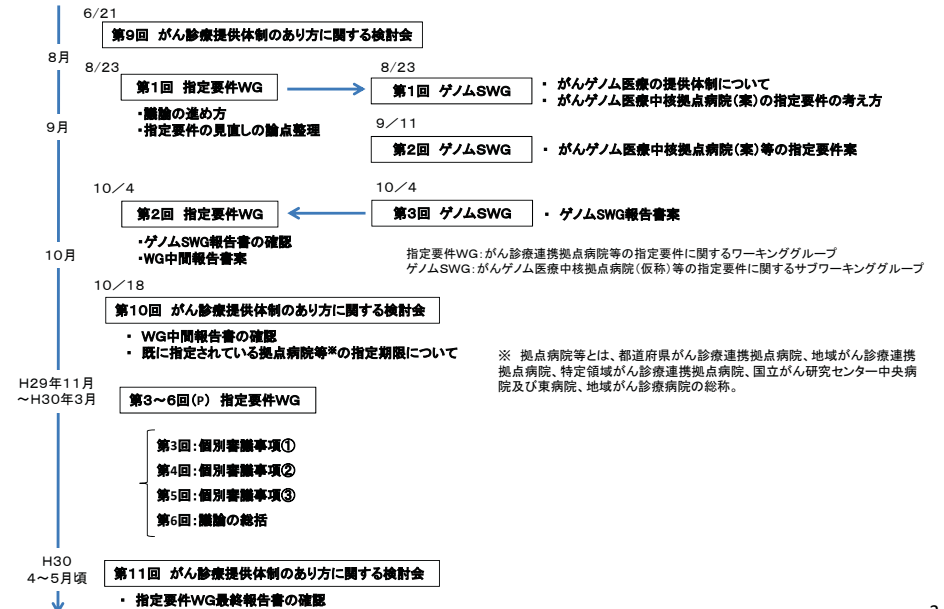 6/21
第9回 がん診療提供体制のあり方に関する検討会
8月
8/23
8/23
第1回 指定要件WG
第1回 ゲノムSWG
・ がんゲノム医療の提供体制について
・ がんゲノム医療中核拠点病院(案)の指定要件の考え方
・議論の進め方
・指定要件の見直しの論点整理
9月
9/11
第2回 ゲノムSWG
・ がんゲノム医療中核拠点病院(案)等の指定要件案
10/4
10/4
第2回 指定要件WG
第3回 ゲノムSWG
・ ゲノムSWG報告書案
・ゲノムSWG報告書の確認
・WG中間報告書案
10月
指定要件WG:がん診療連携拠点病院等の指定要件に関するワーキンググループ
ゲノムSWG:がんゲノム医療中核拠点病院(仮称)等の指定要件に関するサブワーキンググループ
10/18
第10回 がん診療提供体制のあり方に関する検討会
・ WG中間報告書の確認
・ 既に指定されている拠点病院等※の指定期限について
※ 拠点病院等とは、都道府県がん診療連携拠点病院、地域がん診療連携
拠点病院、特定領域がん診療連携拠点病院、国立がん研究センター中央病
院及び東病院、地域がん診療病院の総称。
H29年11月
~H30年3月
第3~6回(P) 指定要件WG
第3回:個別審議事項①
第4回:個別審議事項②
第5回:個別審議事項③
第6回:議論の総括
H30
4~5月頃
第11回 がん診療提供体制のあり方に関する検討会
・ 指定要件WG最終報告書の確認